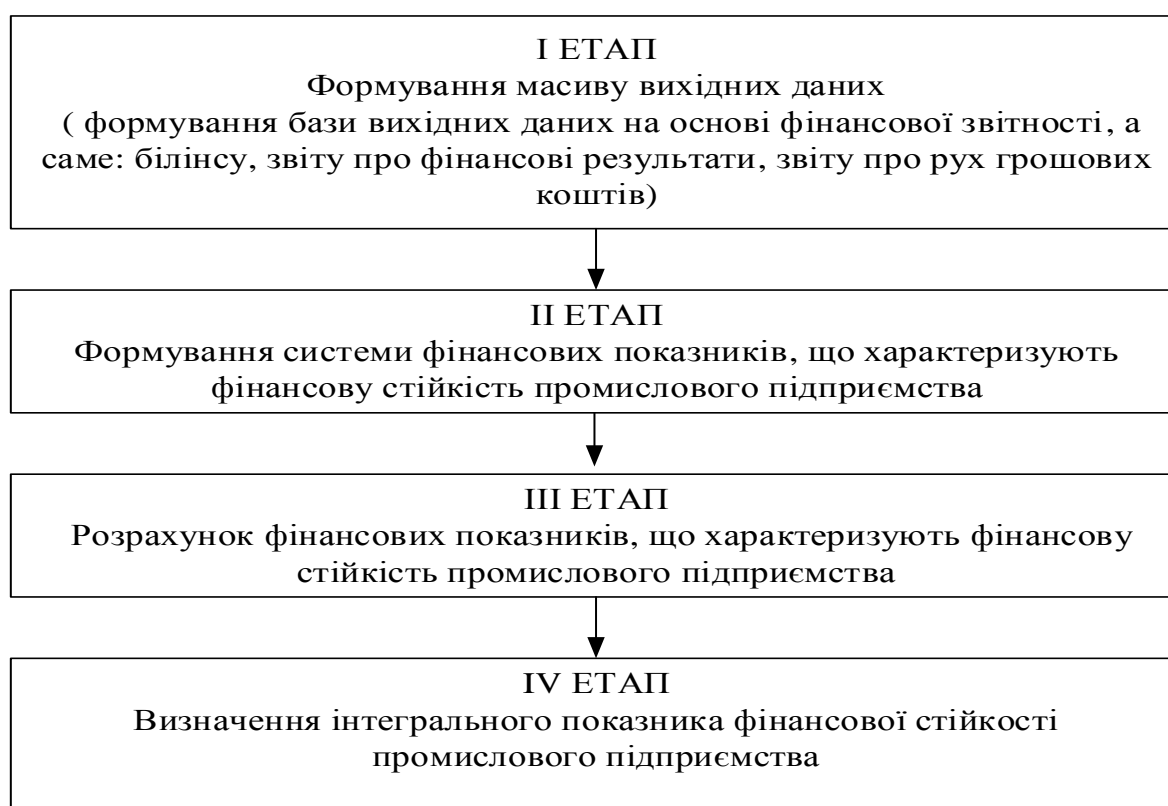 І ЕТАП
Формування масиву вихідних даних
( формування бази вихідних даних на основі фінансової звітності, а
саме: білінсу, звіту про фінансові результати, звіту про рух грошових
коштів)
ІІ ЕТАП
Формування системи фінансових показників, що характеризують
фінансову стійкість промислового підприємства
ІІІ ЕТАП
Розрахунок фінансових показників, що характеризують фінансову
стійкість промислового підприємства
IV ЕТАП
Визначення інтегрального показника фінансової стійкості
промислового підприємства